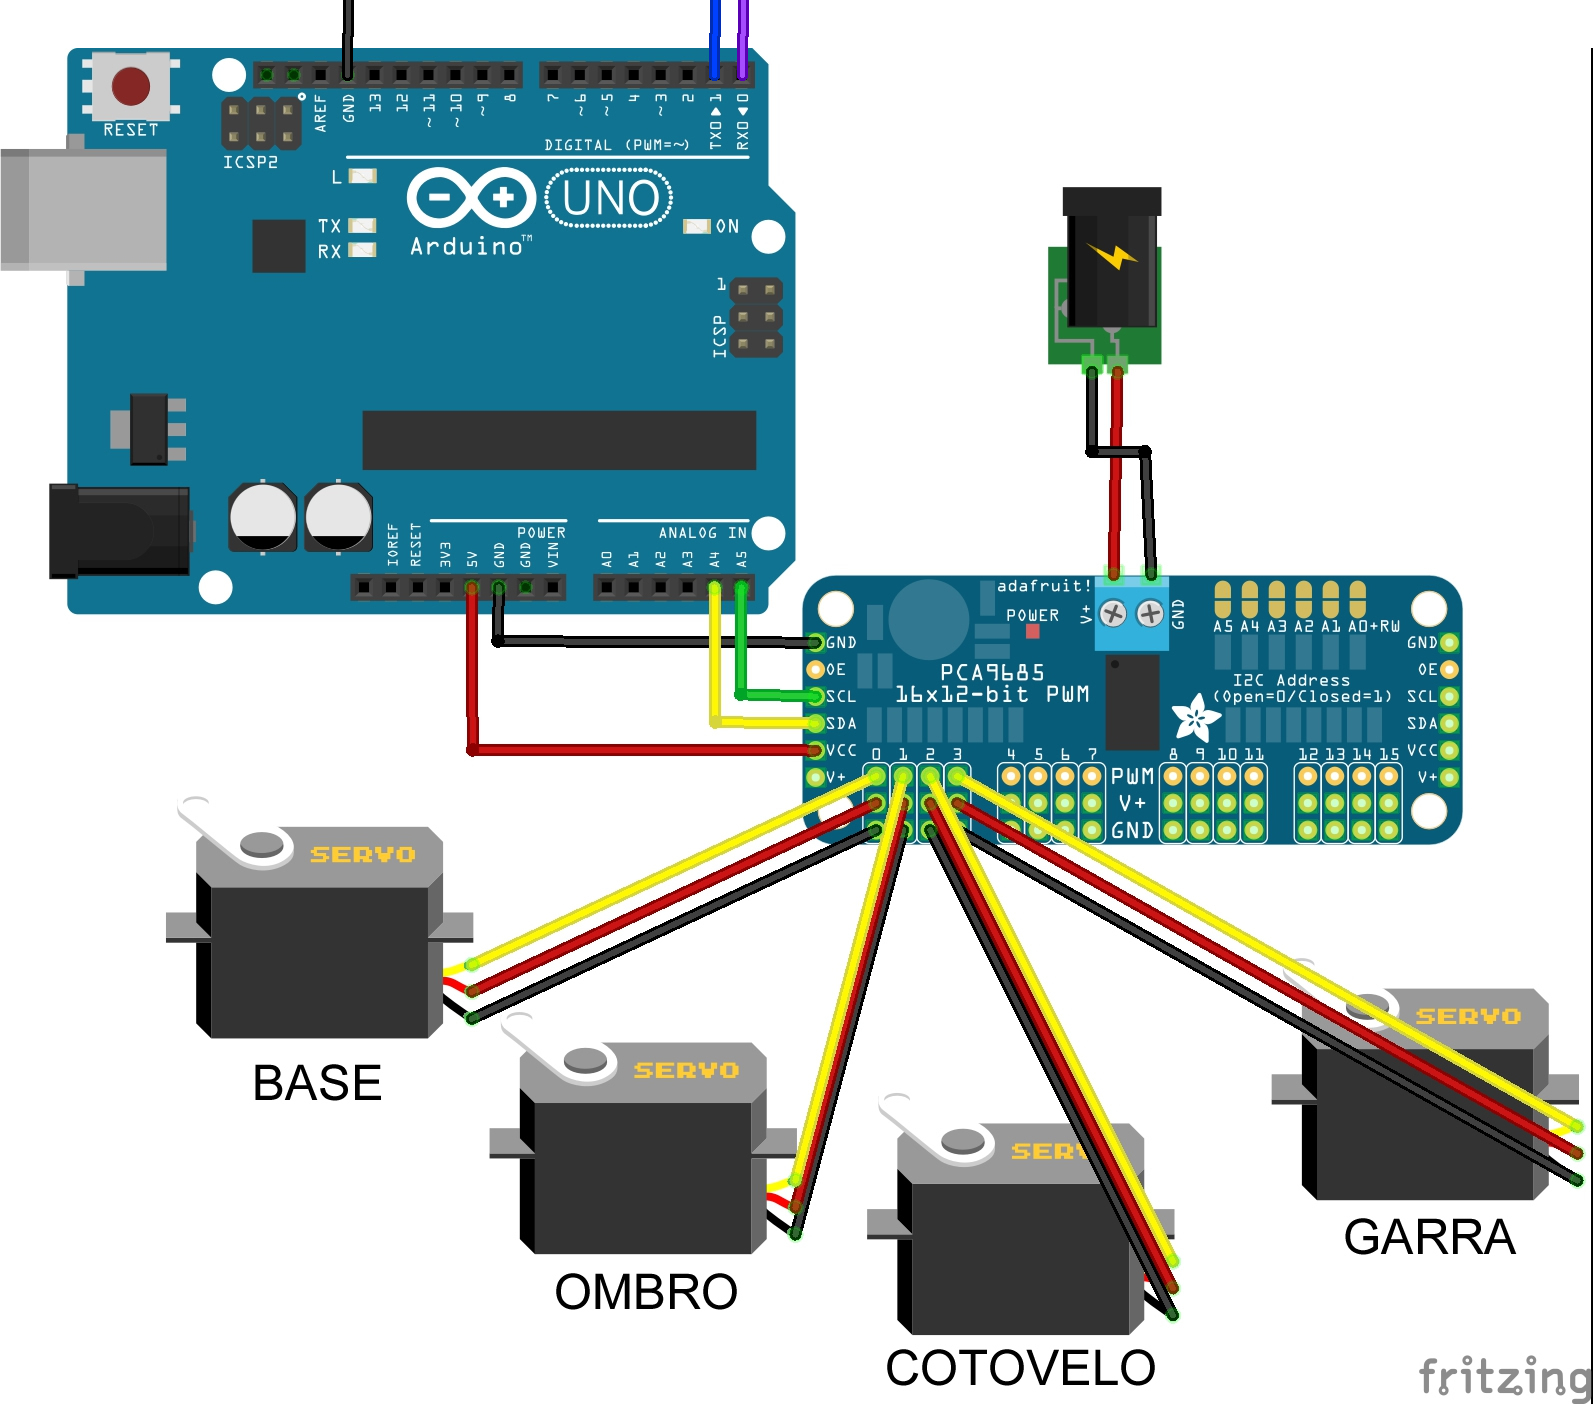 RESET
ICSP2
AREF
GND
13
12
~11
~10
~9
8
7
~6
~5
4
~3
2
TX0▶1
RX0◀0
DIGITAL (PWM=~)
L
TX
RX
UNO
Arduino™
ON
1
ICSP
IOREF
RESET
3V3
5V
GND
GND
VIN
POWER
A0
A1
A2
A3
A4
A5
ANALOG IN
adafruit!
POWER
V+
GND
A5 A4 A3 A2 A1 A0+RW
I2C Address
(Open=0/Closed=1)
PCA9685
16x12-bit PWM
GND
OE
SCL
SDA
VCC
V+
GND
OE
SCL
SDA
VCC
V+
0 1 2 3 4 5 6 7 8 9 10 11 12 13 14 15
PWM
V+
GND
SERVO
BASE
SERVO
OMBRO
SERVO
COTOVELO
SERVO
GARRA
fritzing